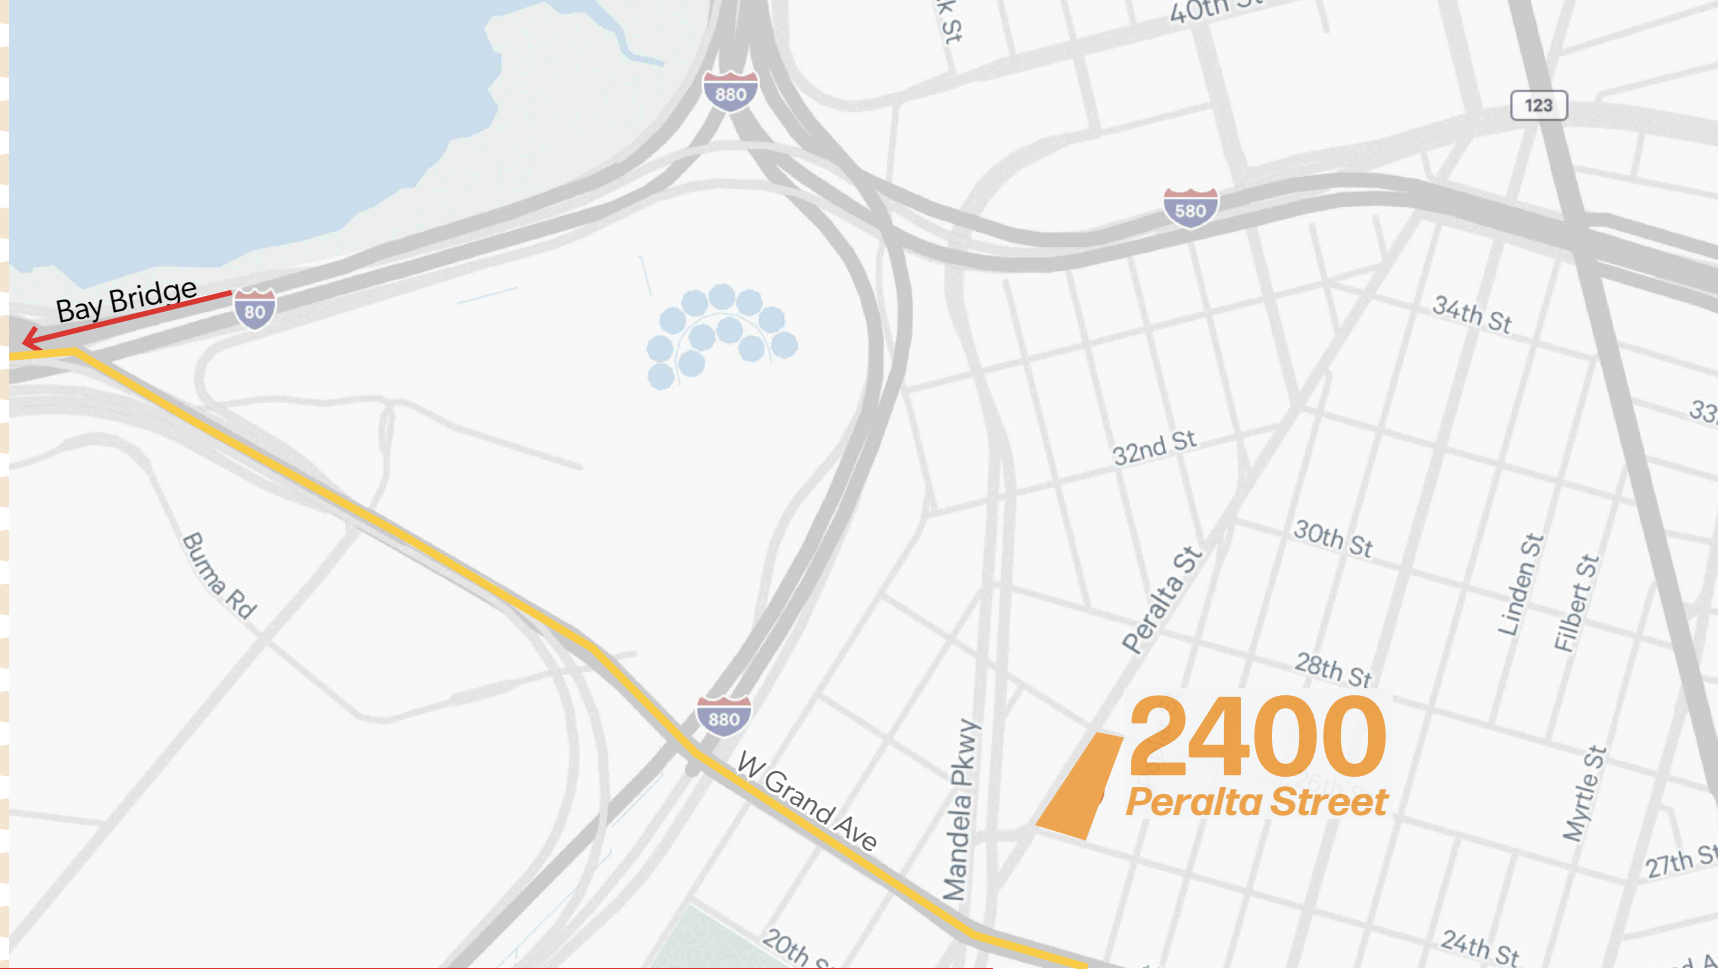 40th St
k St
880
123
580
Bay Bridge
80
34th St
33
32nd St
30th St
Burma Rd
Peralta St
Linden St
Filbert St
28th St
880
2400
Peralta Street
W Grand Ave
Mandela Pkwy
Myrtle St
27th St
20th S
24th St